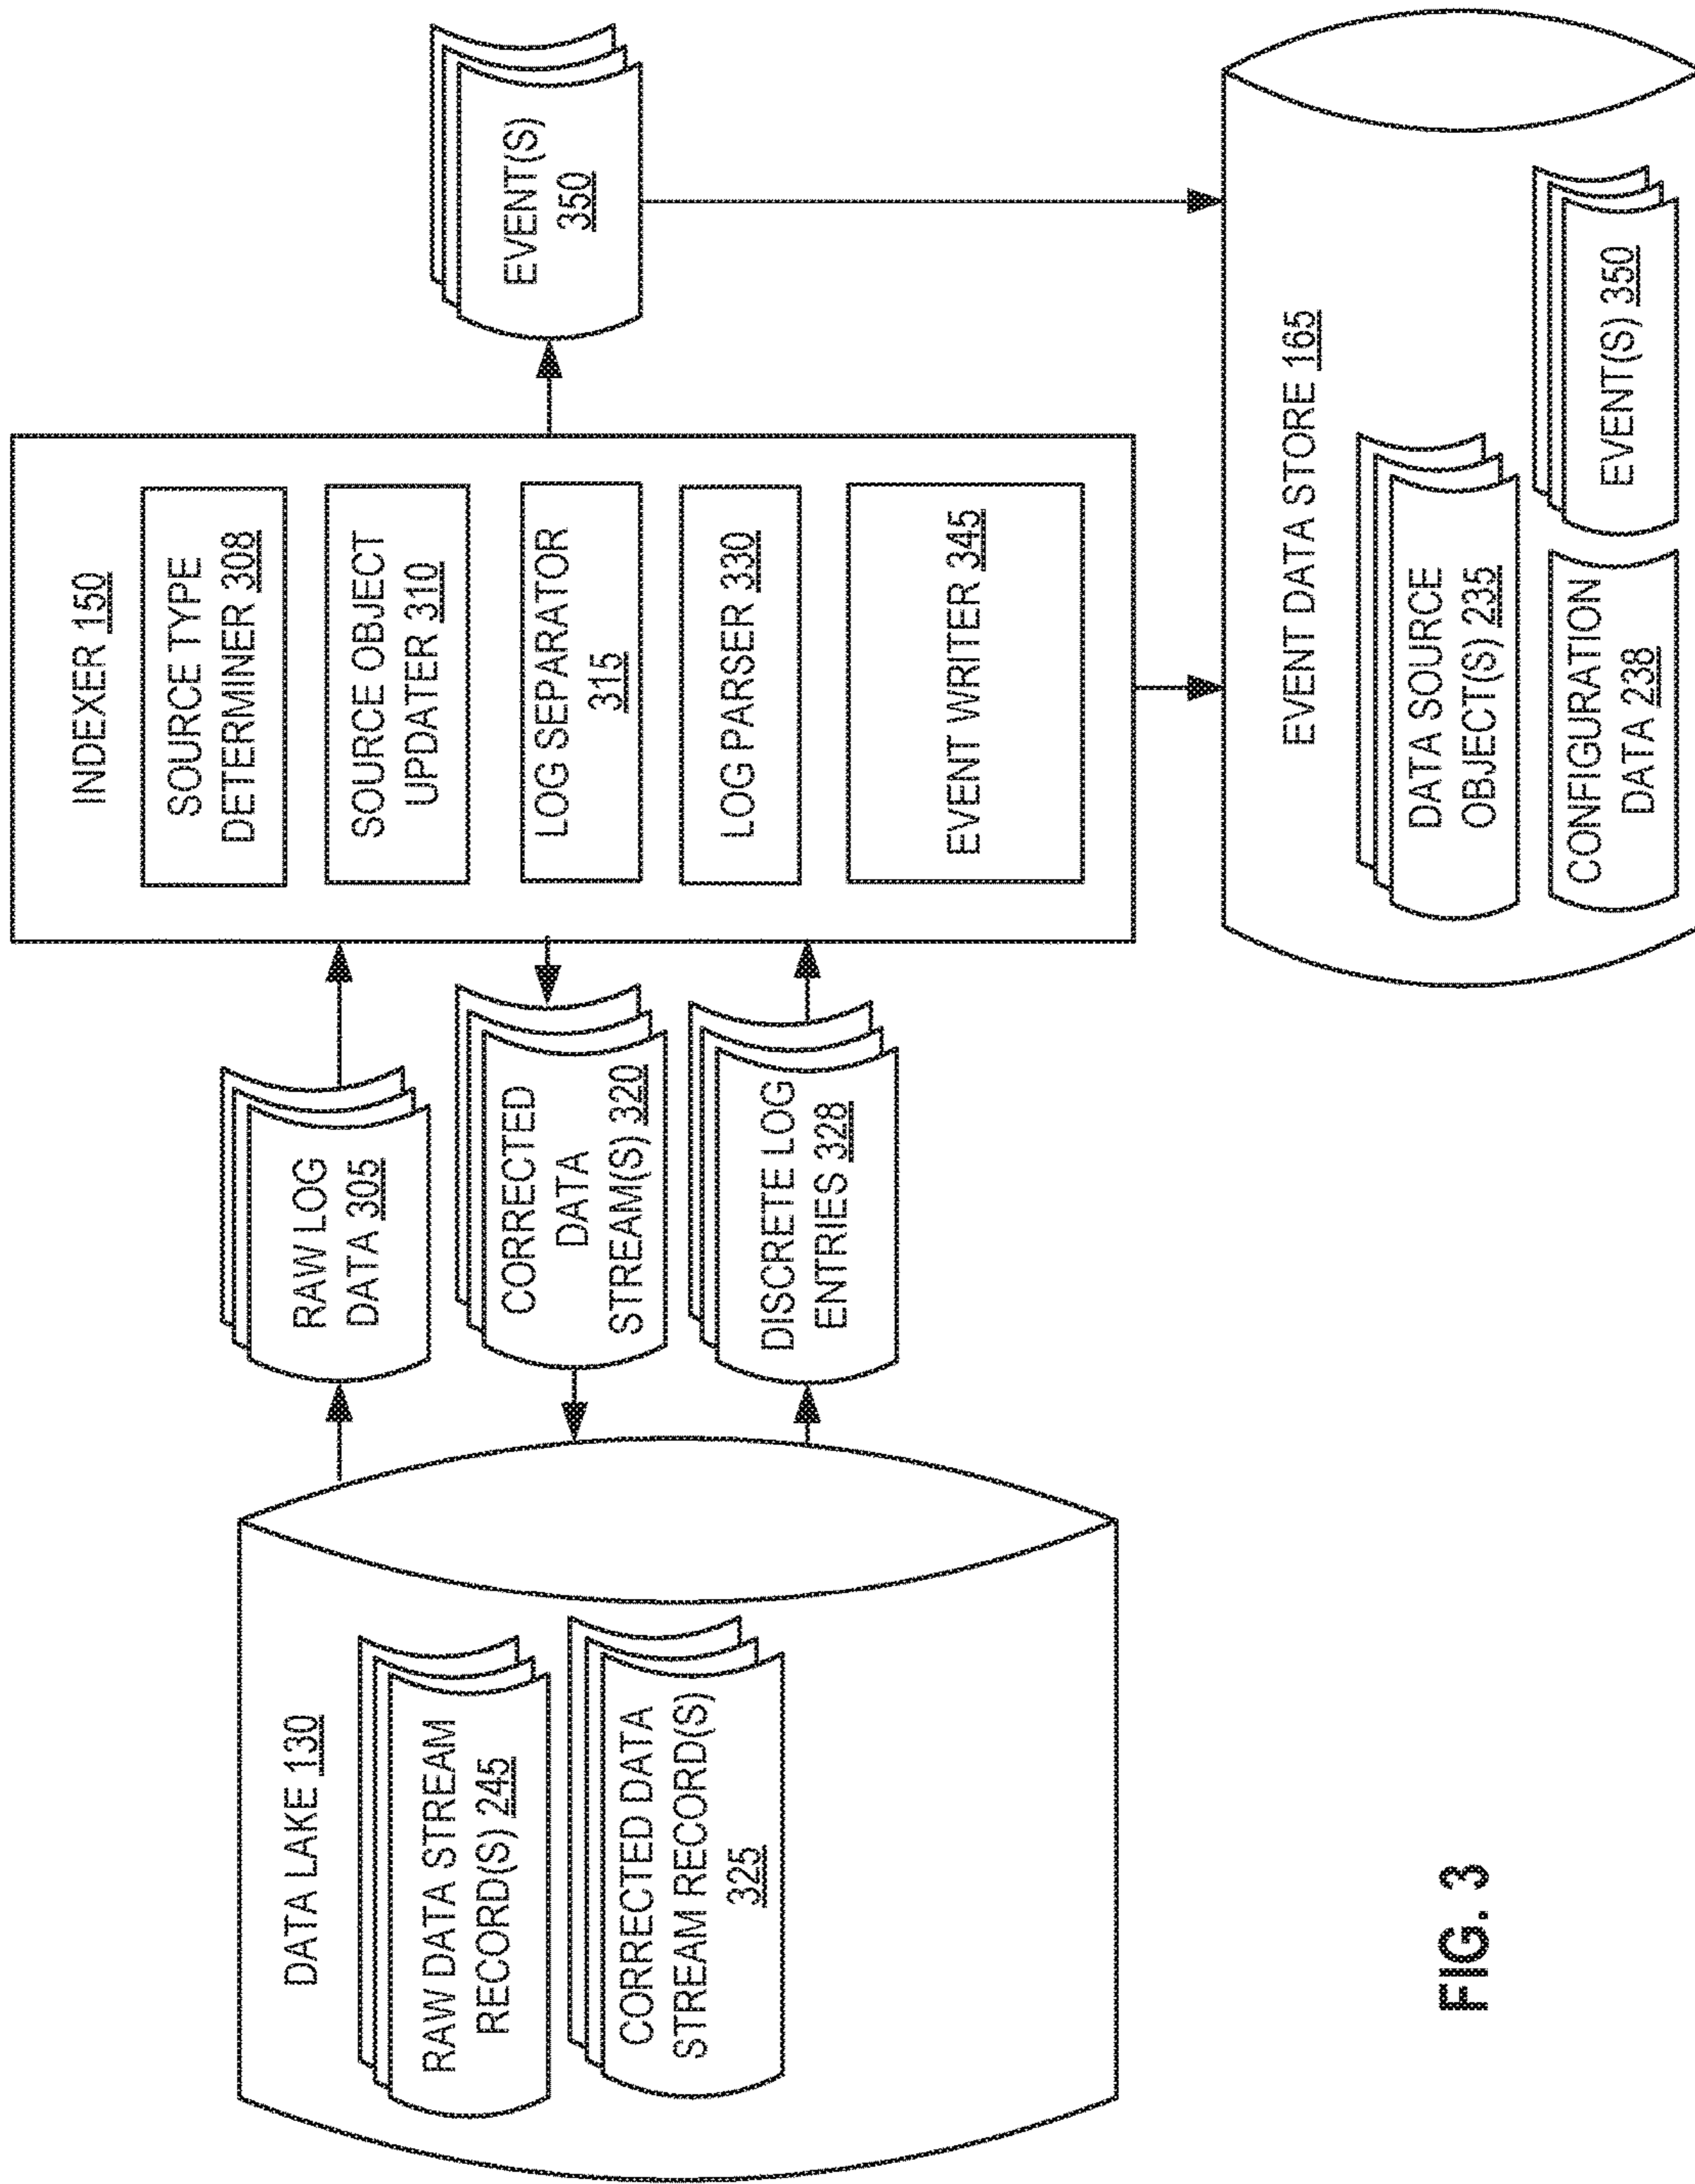 DATA LAKE 130
RAW DATA STREAM
RECORD(S) 245
CORRECTED DATA
STREAM RECORD(S)
325
RAW LOG
DATA 305
CORRECTED
DATA
STREAM(S) 320
DISCRETE LOG
ENTRIES 328
INDEXER 150
SOURCE TYPE
DETERMINER 308
SOURCE OBJECT
UPDATER 310
LOG SEPARATOR
315
LOG PARSER 330
EVENT WRITER 345
EVENT(S)
350
EVENT DATA STORE 165
DATA SOURCE
OBJECT(S) 235
CONFIGURATION
DATA 238
EVENT(S) 350
FIG. 3